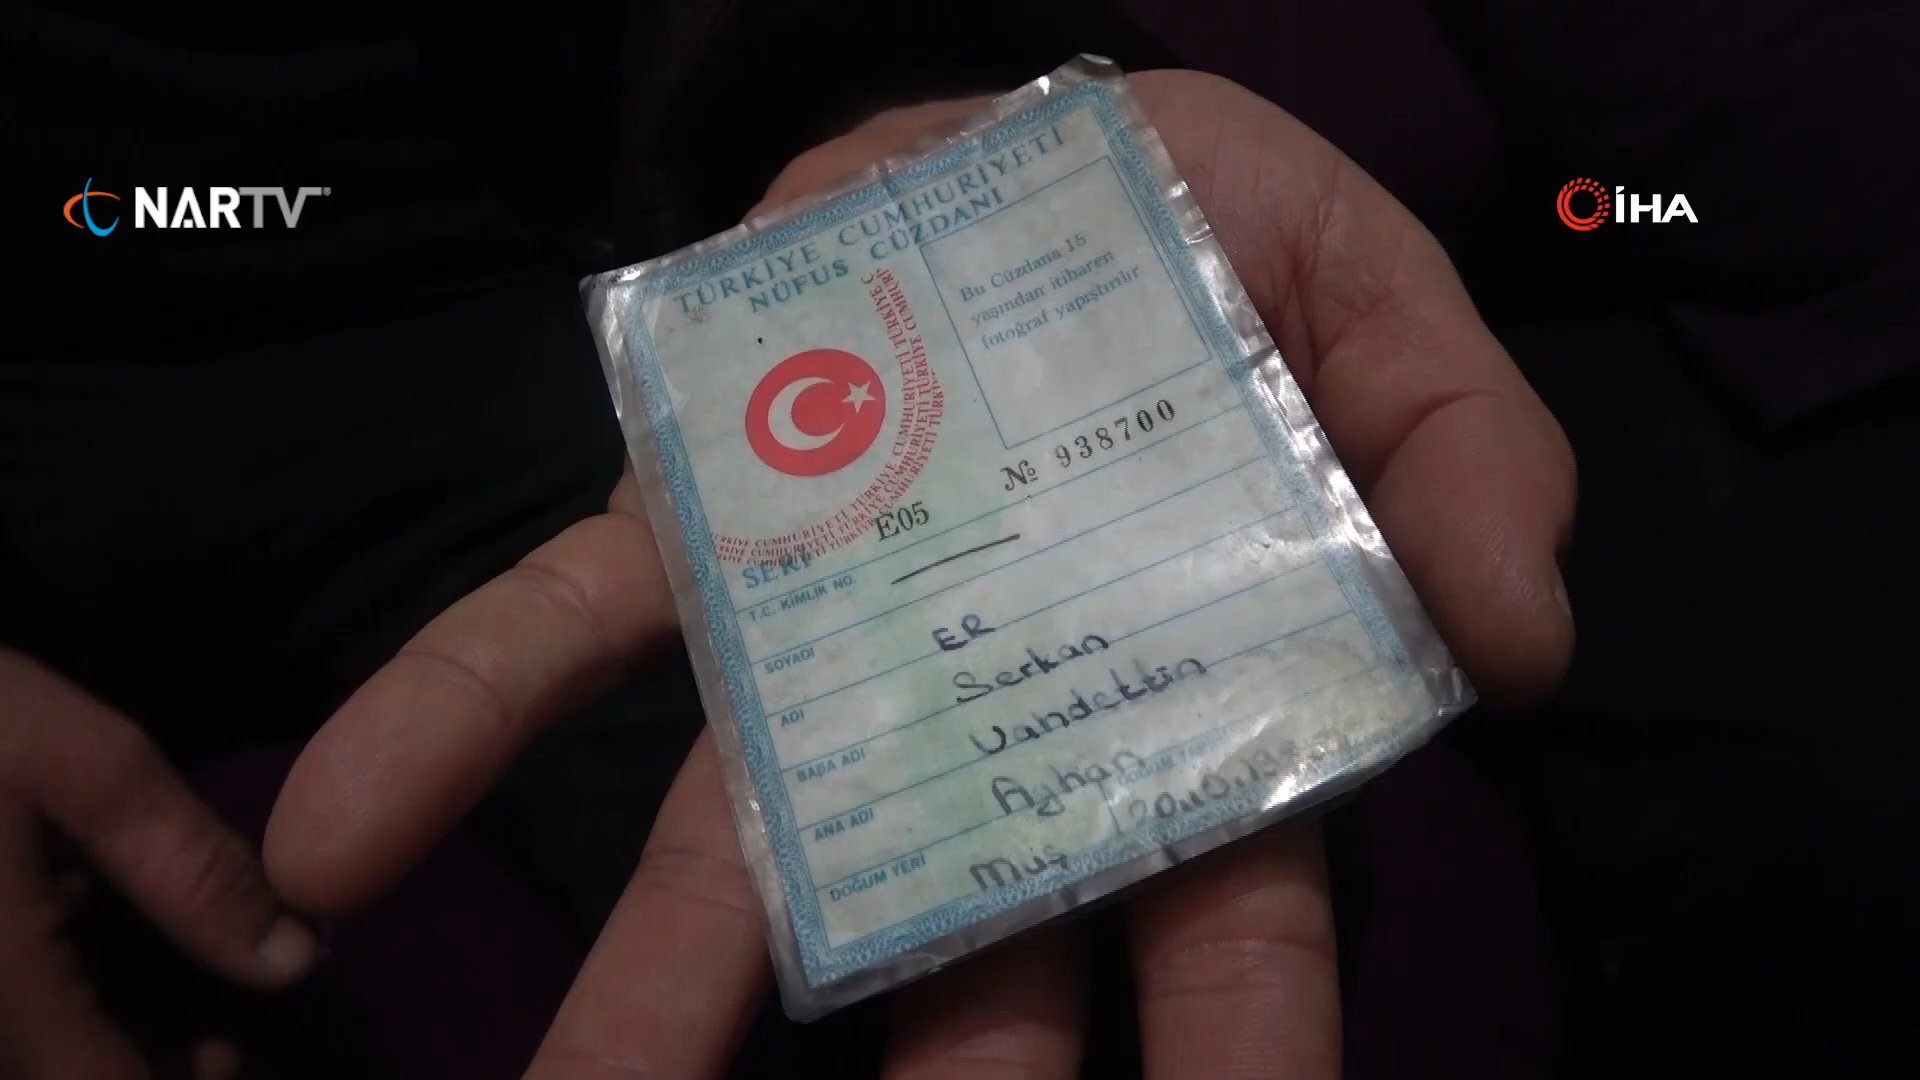 NARTV®
İHA
TÜRKİYE CUMHURİYETİ
NÜFUS CÜZDANI
Bu Cüzdana 15
yaşından itibaren
fotoğraf yapıştırılır
SERİ E05 № 938700
T.C. KİMLİK NO.
SOYADI ER
ADI Serkan
BABA ADI Vahdettin
ANA ADI Ayhan
DOĞUM YERİ Muş